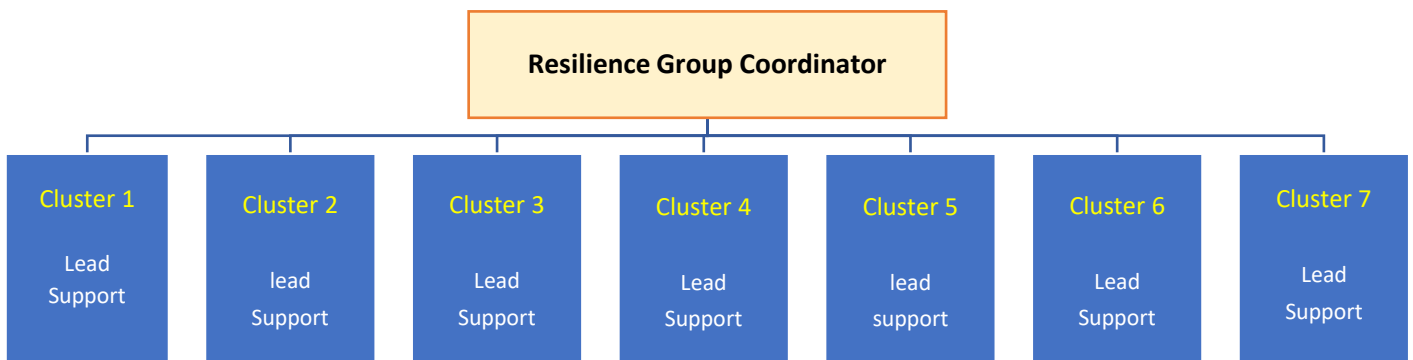 Resilience Group Coordinator
Cluster 1
Lead
Support
Cluster 2
lead
Support
Cluster 3
Lead
Support
Cluster 4
Lead
Support
Cluster 5
lead
support
Cluster 6
Lead
Support
Cluster 7
Lead
Support